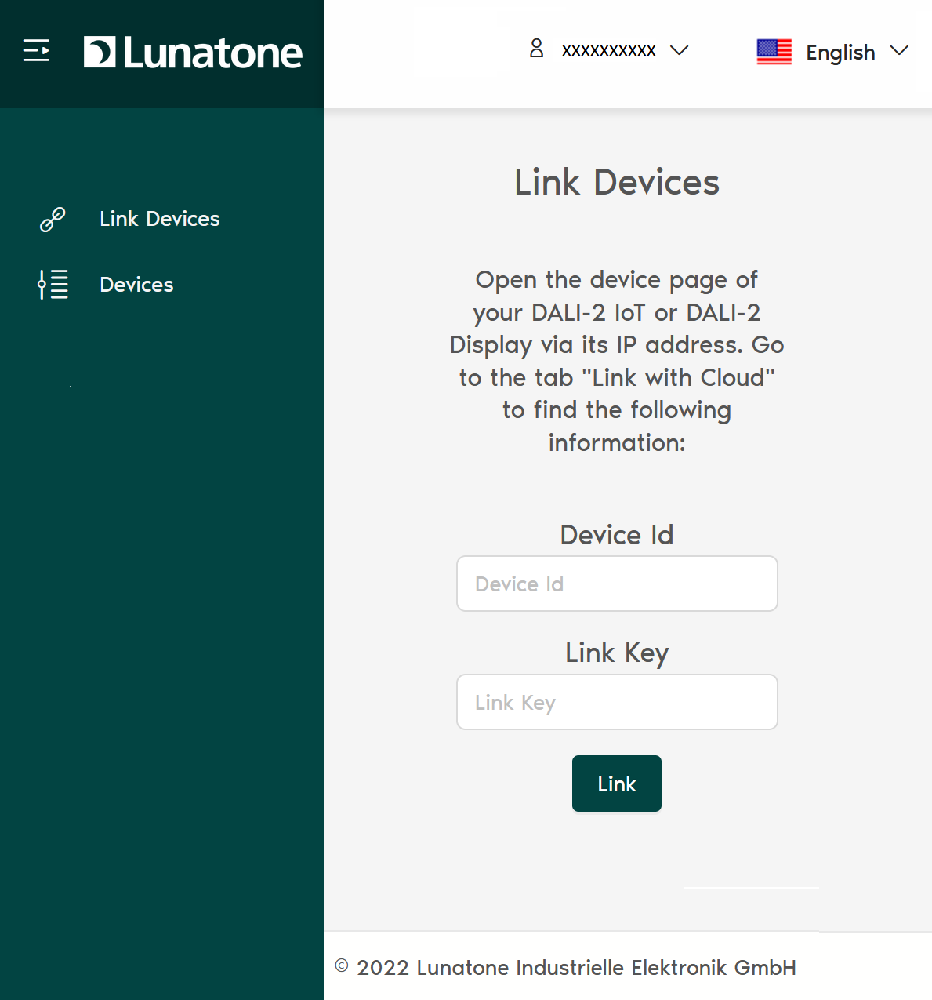 Lunatone
xxxxxxxxxx
English
Link Devices
Devices
Link Devices
Open the device page of
your DALI-2 IoT or DALI-2
Display via its IP address. Go
to the tab "Link with Cloud"
to find the following
information:
Device Id
Device Id
Link Key
Link Key
Link
© 2022 Lunatone Industrielle Elektronik GmbH